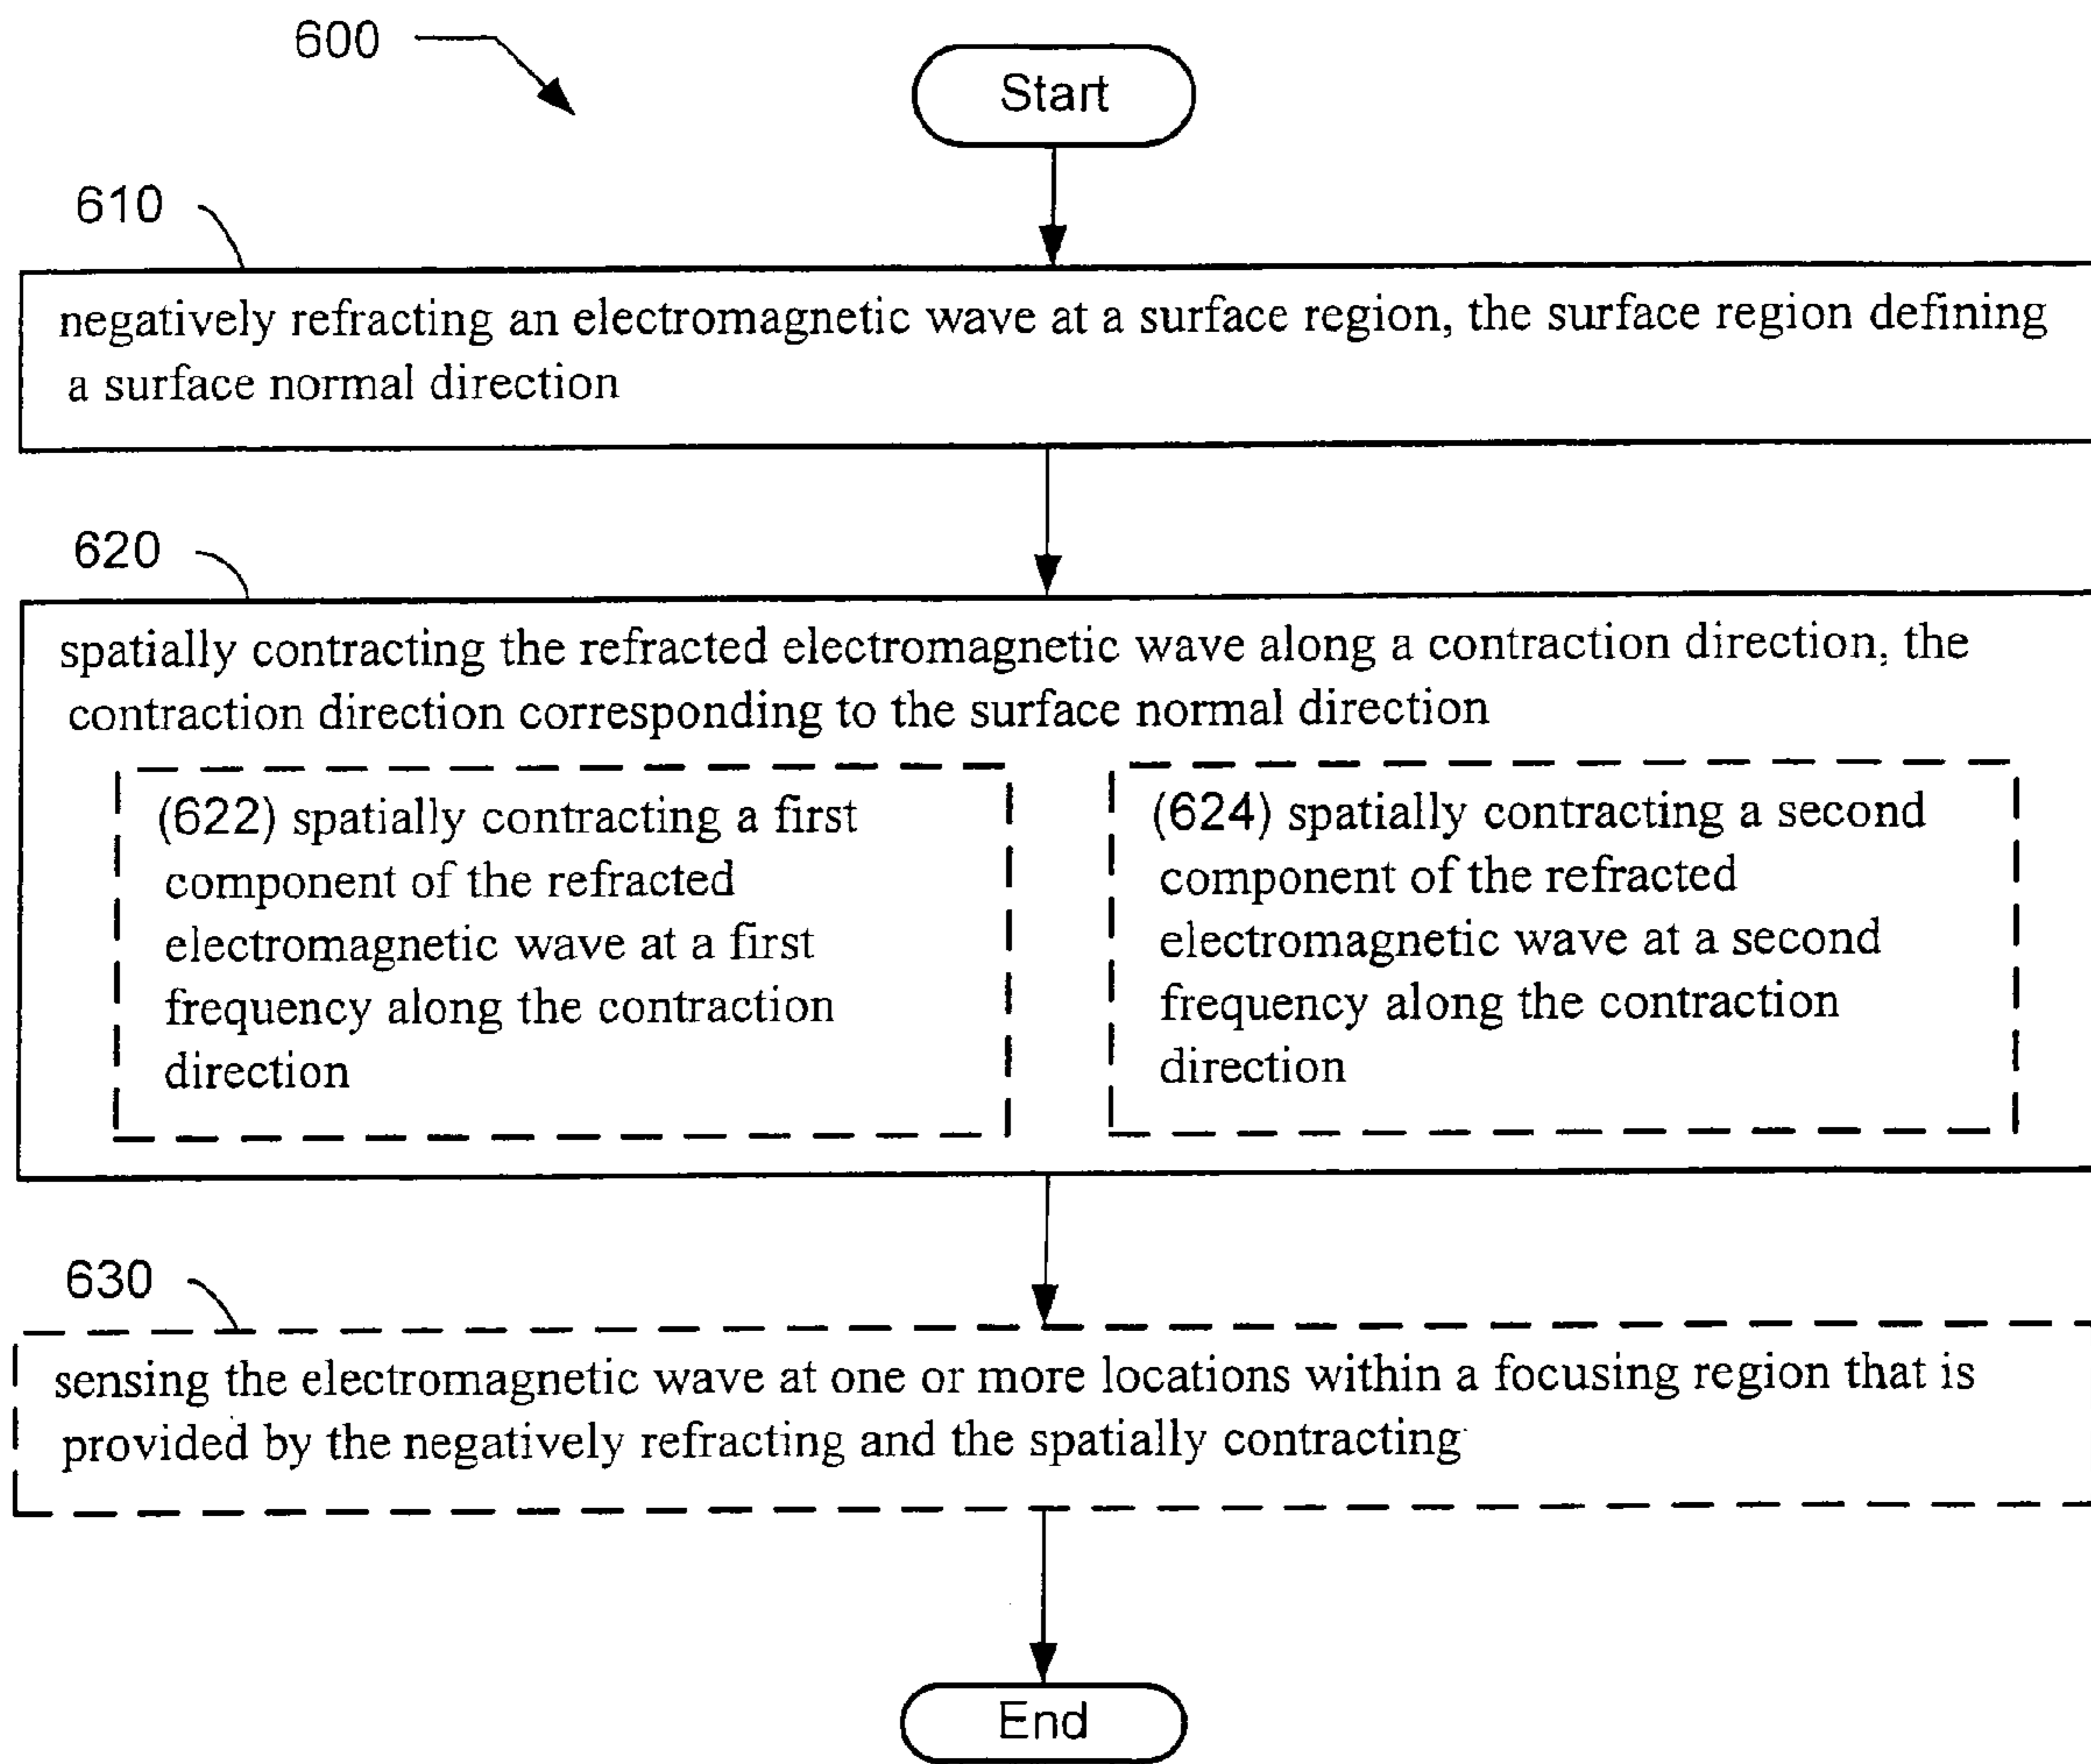 600
Start
610
negatively refracting an electromagnetic wave at a surface region, the surface region defining
a surface normal direction
620
spatially contracting the refracted electromagnetic wave along a contraction direction, the
contraction direction corresponding to the surface normal direction
(622) spatially contracting a first
component of the refracted
electromagnetic wave at a first
frequency along the contraction
direction
(624) spatially contracting a second
component of the refracted
electromagnetic wave at a second
frequency along the contraction
direction
630
sensing the electromagnetic wave at one or more locations within a focusing region that is
provided by the negatively refracting and the spatially contracting
End